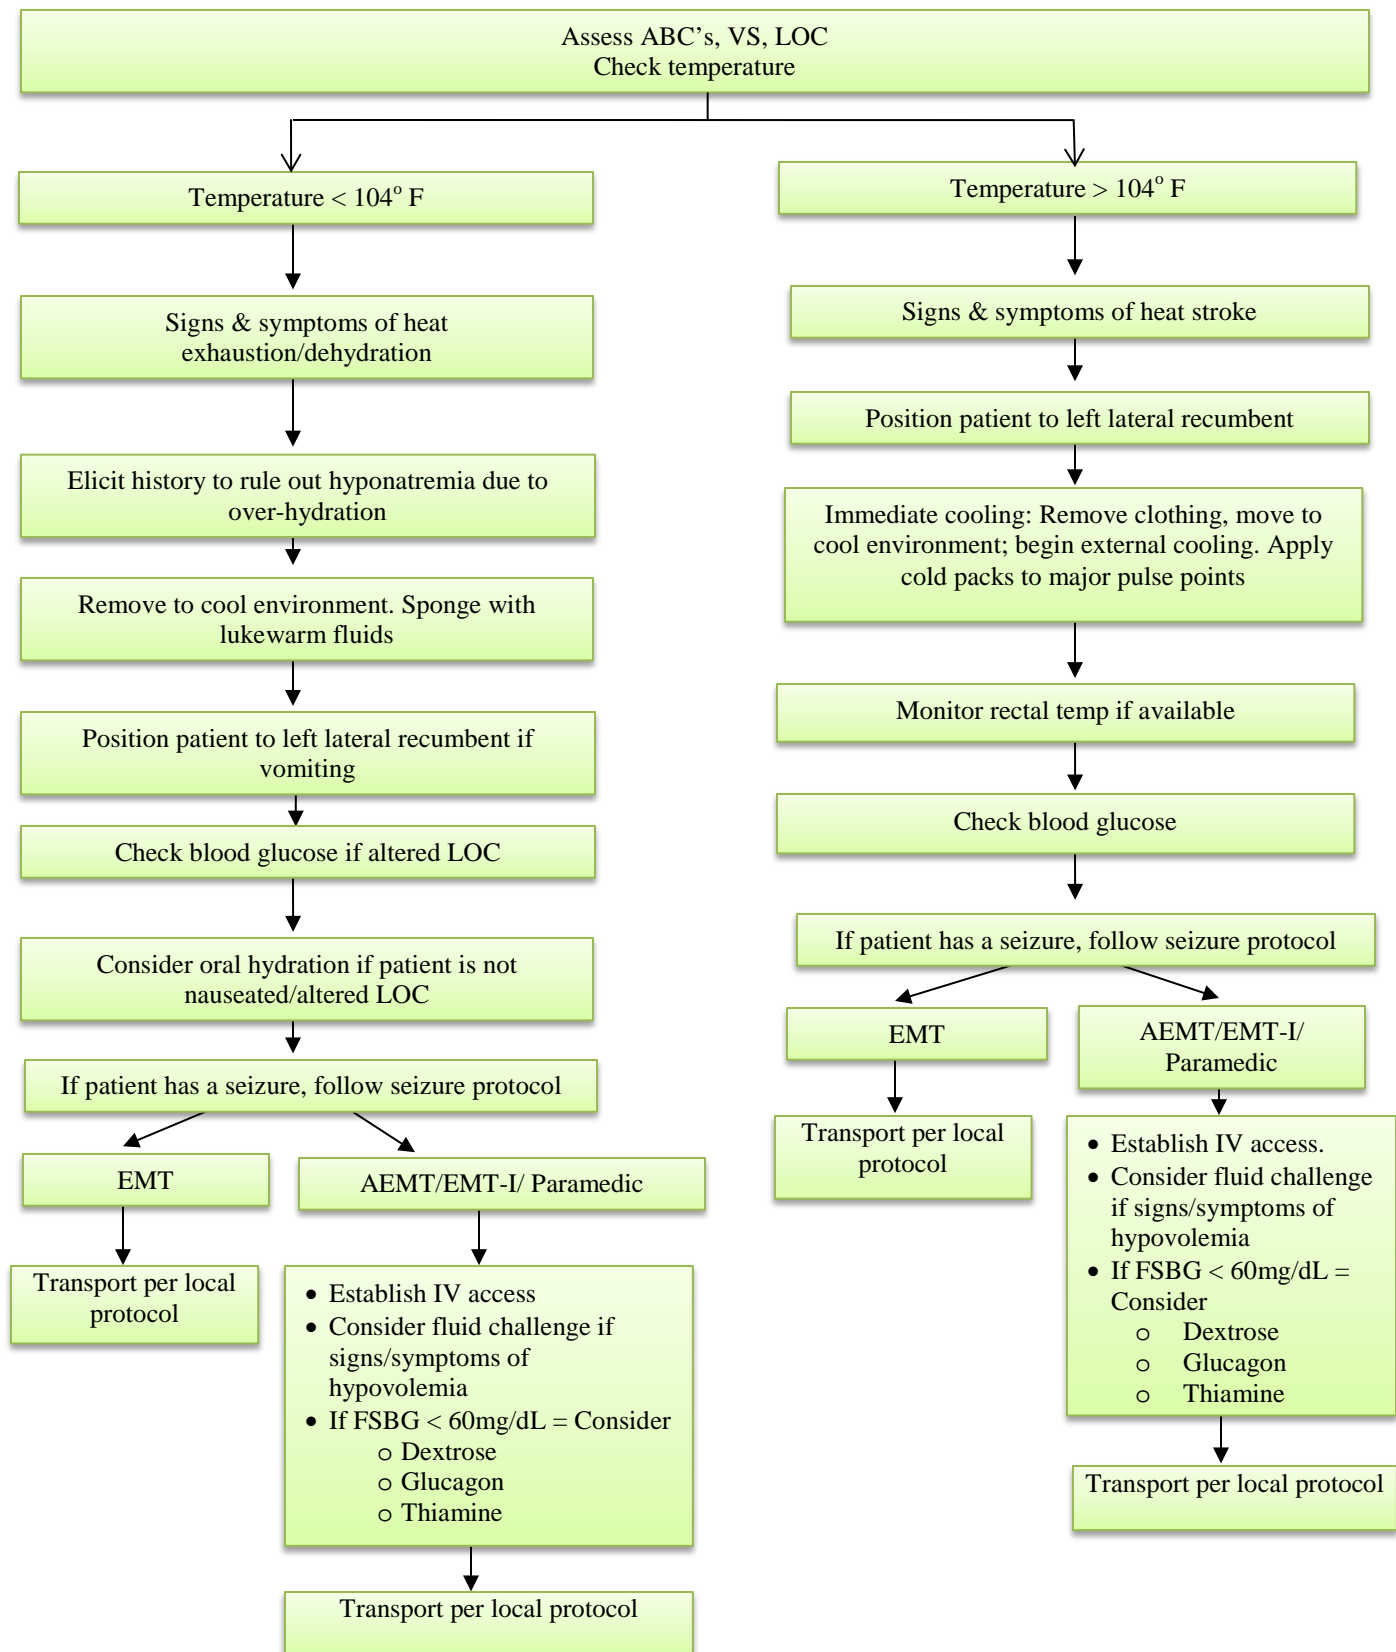 Assess ABC’s, VS, LOC
Check temperature
Temperature < 104° F
Signs & symptoms of heat
exhaustion/dehydration
Elicit history to rule out hyponatremia due to
over-hydration
Remove to cool environment. Sponge with
lukewarm fluids
Position patient to left lateral recumbent if
vomiting
Check blood glucose if altered LOC
Consider oral hydration if patient is not
nauseated/altered LOC
If patient has a seizure, follow seizure protocol
EMT
Transport per local
protocol
AEMT/EMT-I/ Paramedic
• Establish IV access
• Consider fluid challenge if
signs/symptoms of
hypovolemia
• If FSBG < 60mg/dL = Consider
o Dextrose
o Glucagon
o Thiamine
Transport per local protocol
Temperature > 104° F
Signs & symptoms of heat stroke
Position patient to left lateral recumbent
Immediate cooling: Remove clothing, move to
cool environment; begin external cooling. Apply
cold packs to major pulse points
Monitor rectal temp if available
Check blood glucose
If patient has a seizure, follow seizure protocol
EMT
Transport per local
protocol
AEMT/EMT-I/
Paramedic
• Establish IV access.
• Consider fluid challenge
if signs/symptoms of
hypovolemia
• If FSBG < 60mg/dL =
Consider
o Dextrose
o Glucagon
o Thiamine
Transport per local protocol